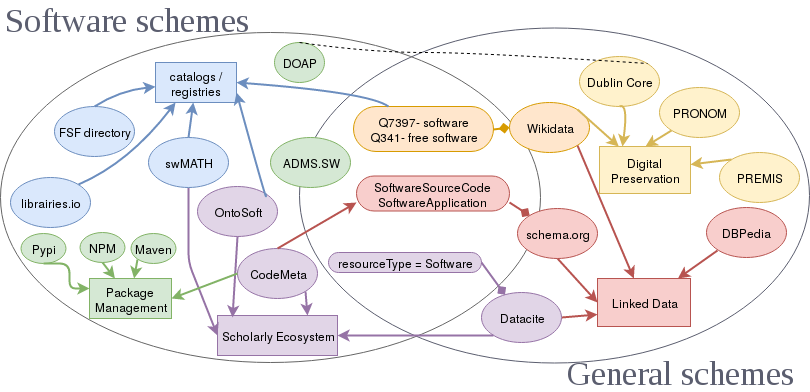 Software schemes
DOAP
catalogs /
registries
Dublin Core
FSF directory
Q7397- software
Q341- free software
Wikidata
PRONOM
swMATH
ADMS.SW
Digital
Preservation
PREMIS
librairies.io
OntoSoft
SoftwareSourceCode
SoftwareApplication
schema.org
DBPedia
Pypi
NPM
Maven
CodeMeta
resourceType = Software
Package
Management
Linked Data
Scholarly Ecosystem
Datacite
General schemes